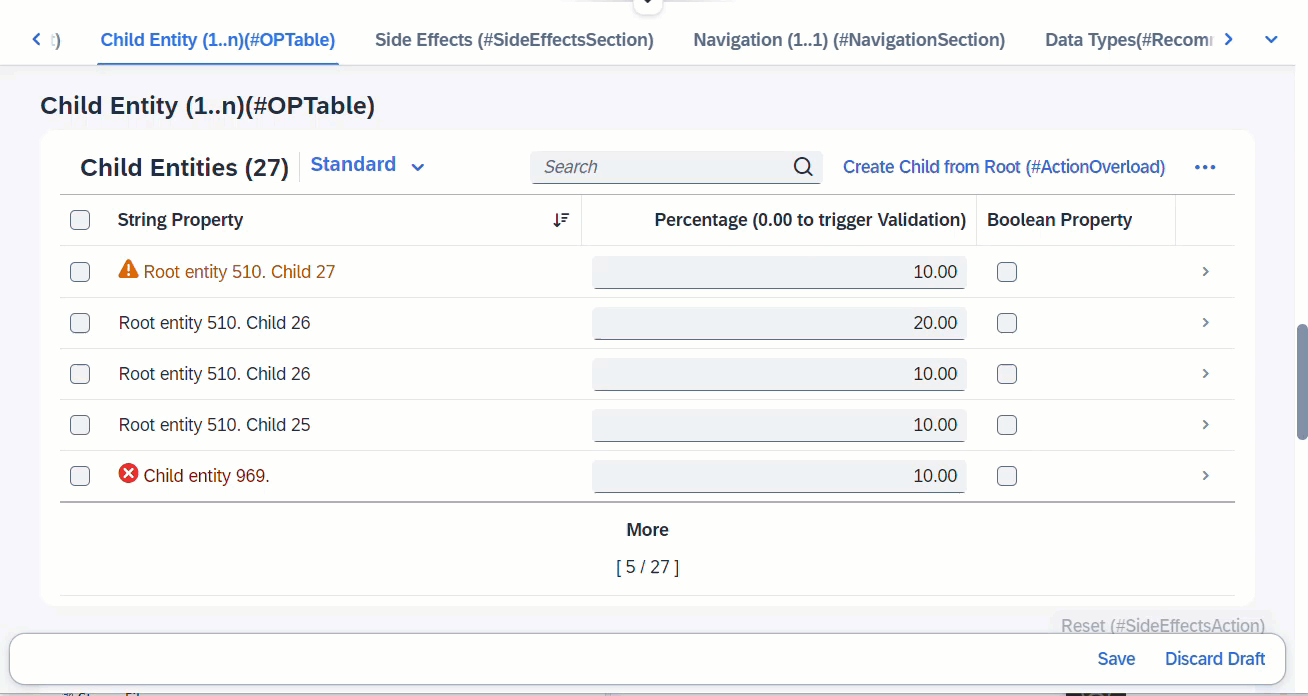 t) Child Entity (1..n)(#OPTable) Side Effects (#SideEffectsSection) Navigation (1..1) (#NavigationSection) Data Types(#Recom
Child Entity (1..n)(#OPTable)
Child Entities (27) Standard Search Create Child from Root (#ActionOverload)
String Property Percentage (0.00 to trigger Validation) Boolean Property
Root entity 510. Child 27 10.00
Root entity 510. Child 26 20.00
Root entity 510. Child 26 10.00
Root entity 510. Child 25 10.00
Child entity 969. 10.00
More
[ 5 / 27 ]
Reset (#SideEffectsAction)
Save Discard Draft